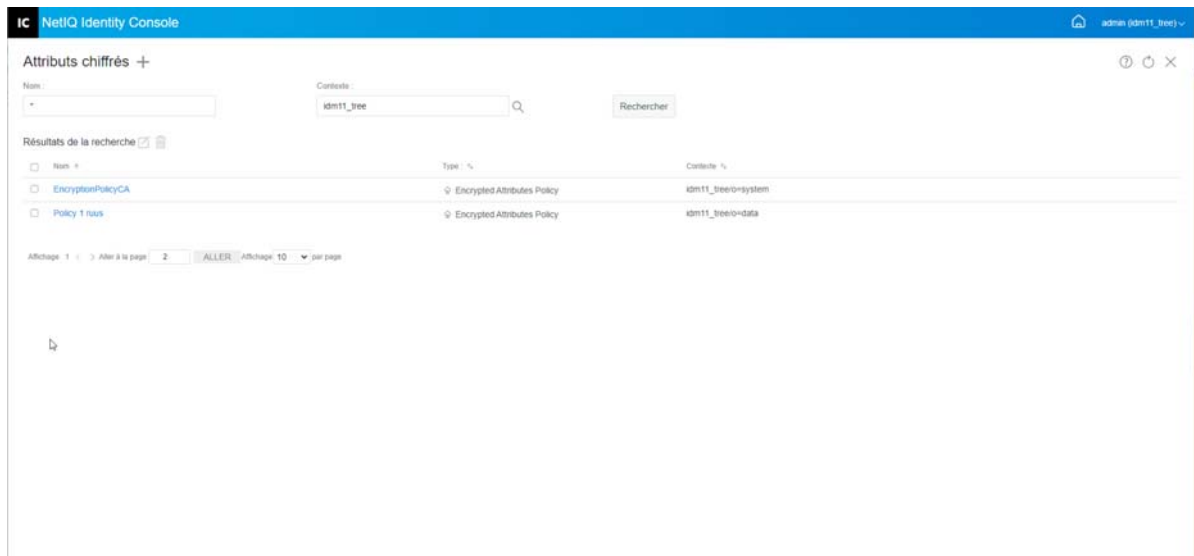 IC NetIQ Identity Console admin (idm11_tree)
Attributs chiffrés
Nom : Contexte :
* idm11_tree Rechercher
Résultats de la recherche
Nom Type : Contexte
EncryptionPolicyCA Encrypted Attributes Policy idm11_tree/o=system
Policy 1 Encrypted Attributes Policy idm11_tree/o=data
Affichage 1 Aller à la page 2 ALLER Affichage 10 par page